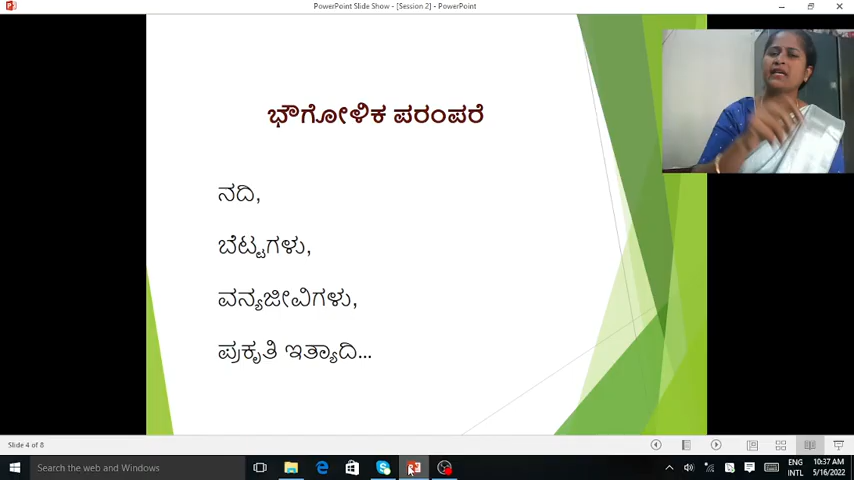 PowerPoint Slide Show - [Session 2] - PowerPoint
ಭೌಗೋಳಿಕ ಪರಂಪರೆ
ನದಿ,
ಬೆಟ್ಟಗಳು,
ವನ್ಯಜೀವಿಗಳು,
ಪ್ರಕೃತಿ ಇತ್ಯಾದಿ...
Slide 4 of 8
Search the web and Windows
ENG 10:37 AM
INTL 5/16/2022